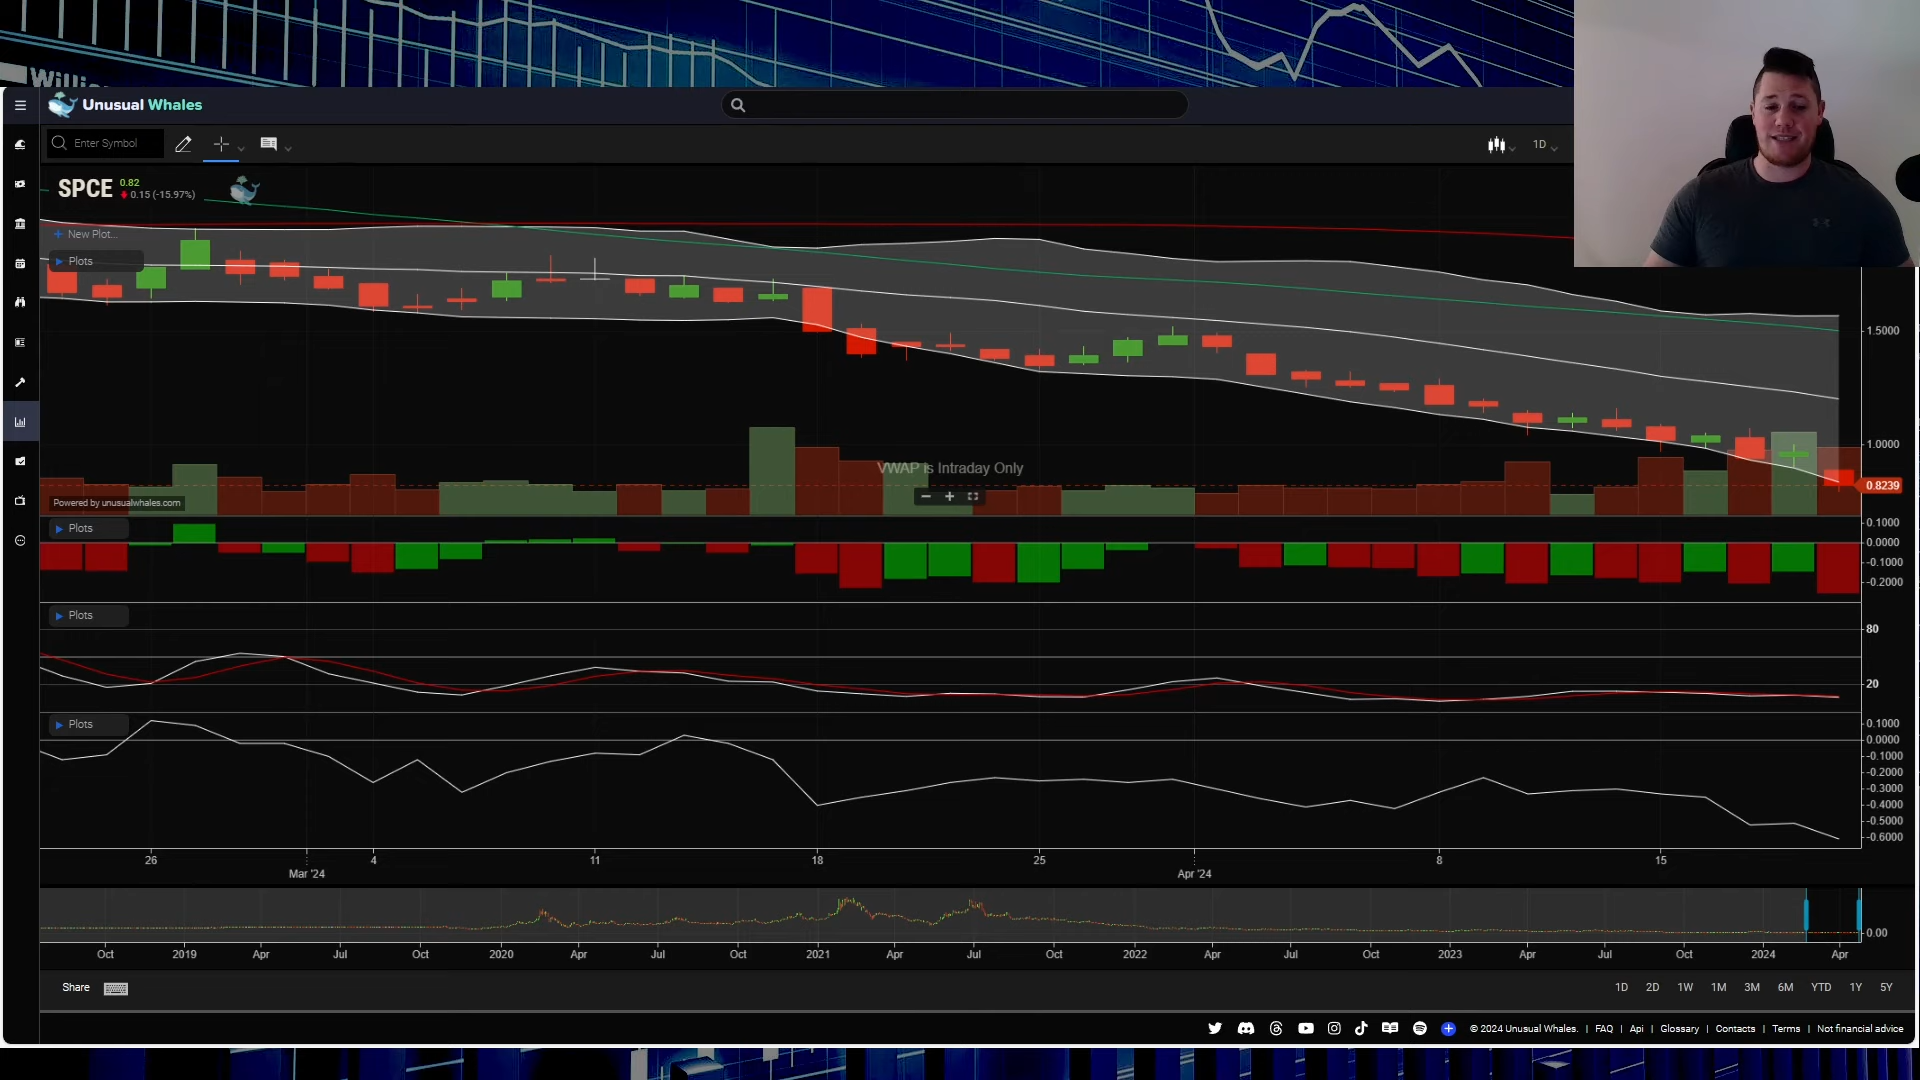 Willi
Unusual Whales
Enter Symbol
1D
SPCE
0.82
0.15 (-15.97%)
New Plot...
Plots
1.5000
1.0000
VWAP is Intraday Only
0.8239
Powered by unusualwhales.com
Plots
0.1000
0.0000
-0.1000
-0.2000
Plots
80
20
Plots
0.1000
0.0000
-0.1000
-0.2000
-0.3000
-0.4000
-0.5000
-0.6000
26 4 11 18 25 8 15
Mar '24 Apr '24
0.00
Oct 2019 Apr Jul Oct 2020 Apr Jul Oct 2021 Apr Jul Oct 2022 Apr Jul Oct 2023 Apr Jul Oct 2024 Apr
Share
1D 2D 1W 1M 3M 6M YTD 1Y 5Y
© 2024 Unusual Whales. | FAQ | Api | Glossary | Contacts | Terms | Not financial advice